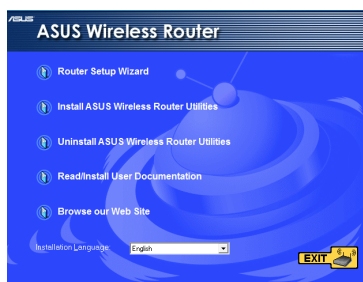 ASUS
ASUS Wireless Router
Router Setup Wizard
Install ASUS Wireless Router Utilities
Uninstall ASUS Wireless Router Utilities
Read/Install User Documentation
Browse our Web Site
Installation Language:
English
EXIT